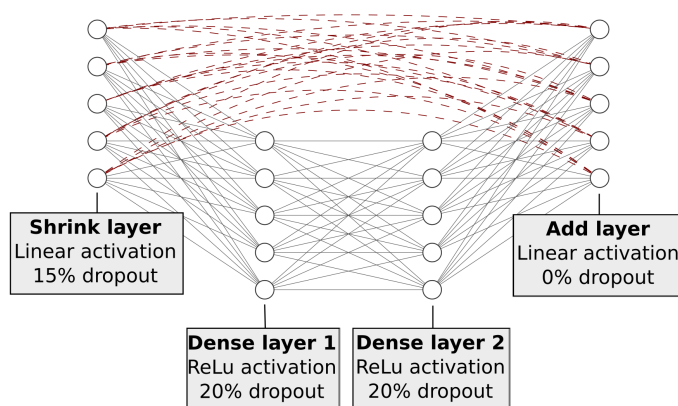 Shrink layer
Linear activation
15% dropout
Add layer
Linear activation
0% dropout
Dense layer 1
ReLu activation
20% dropout
Dense layer 2
ReLu activation
20% dropout